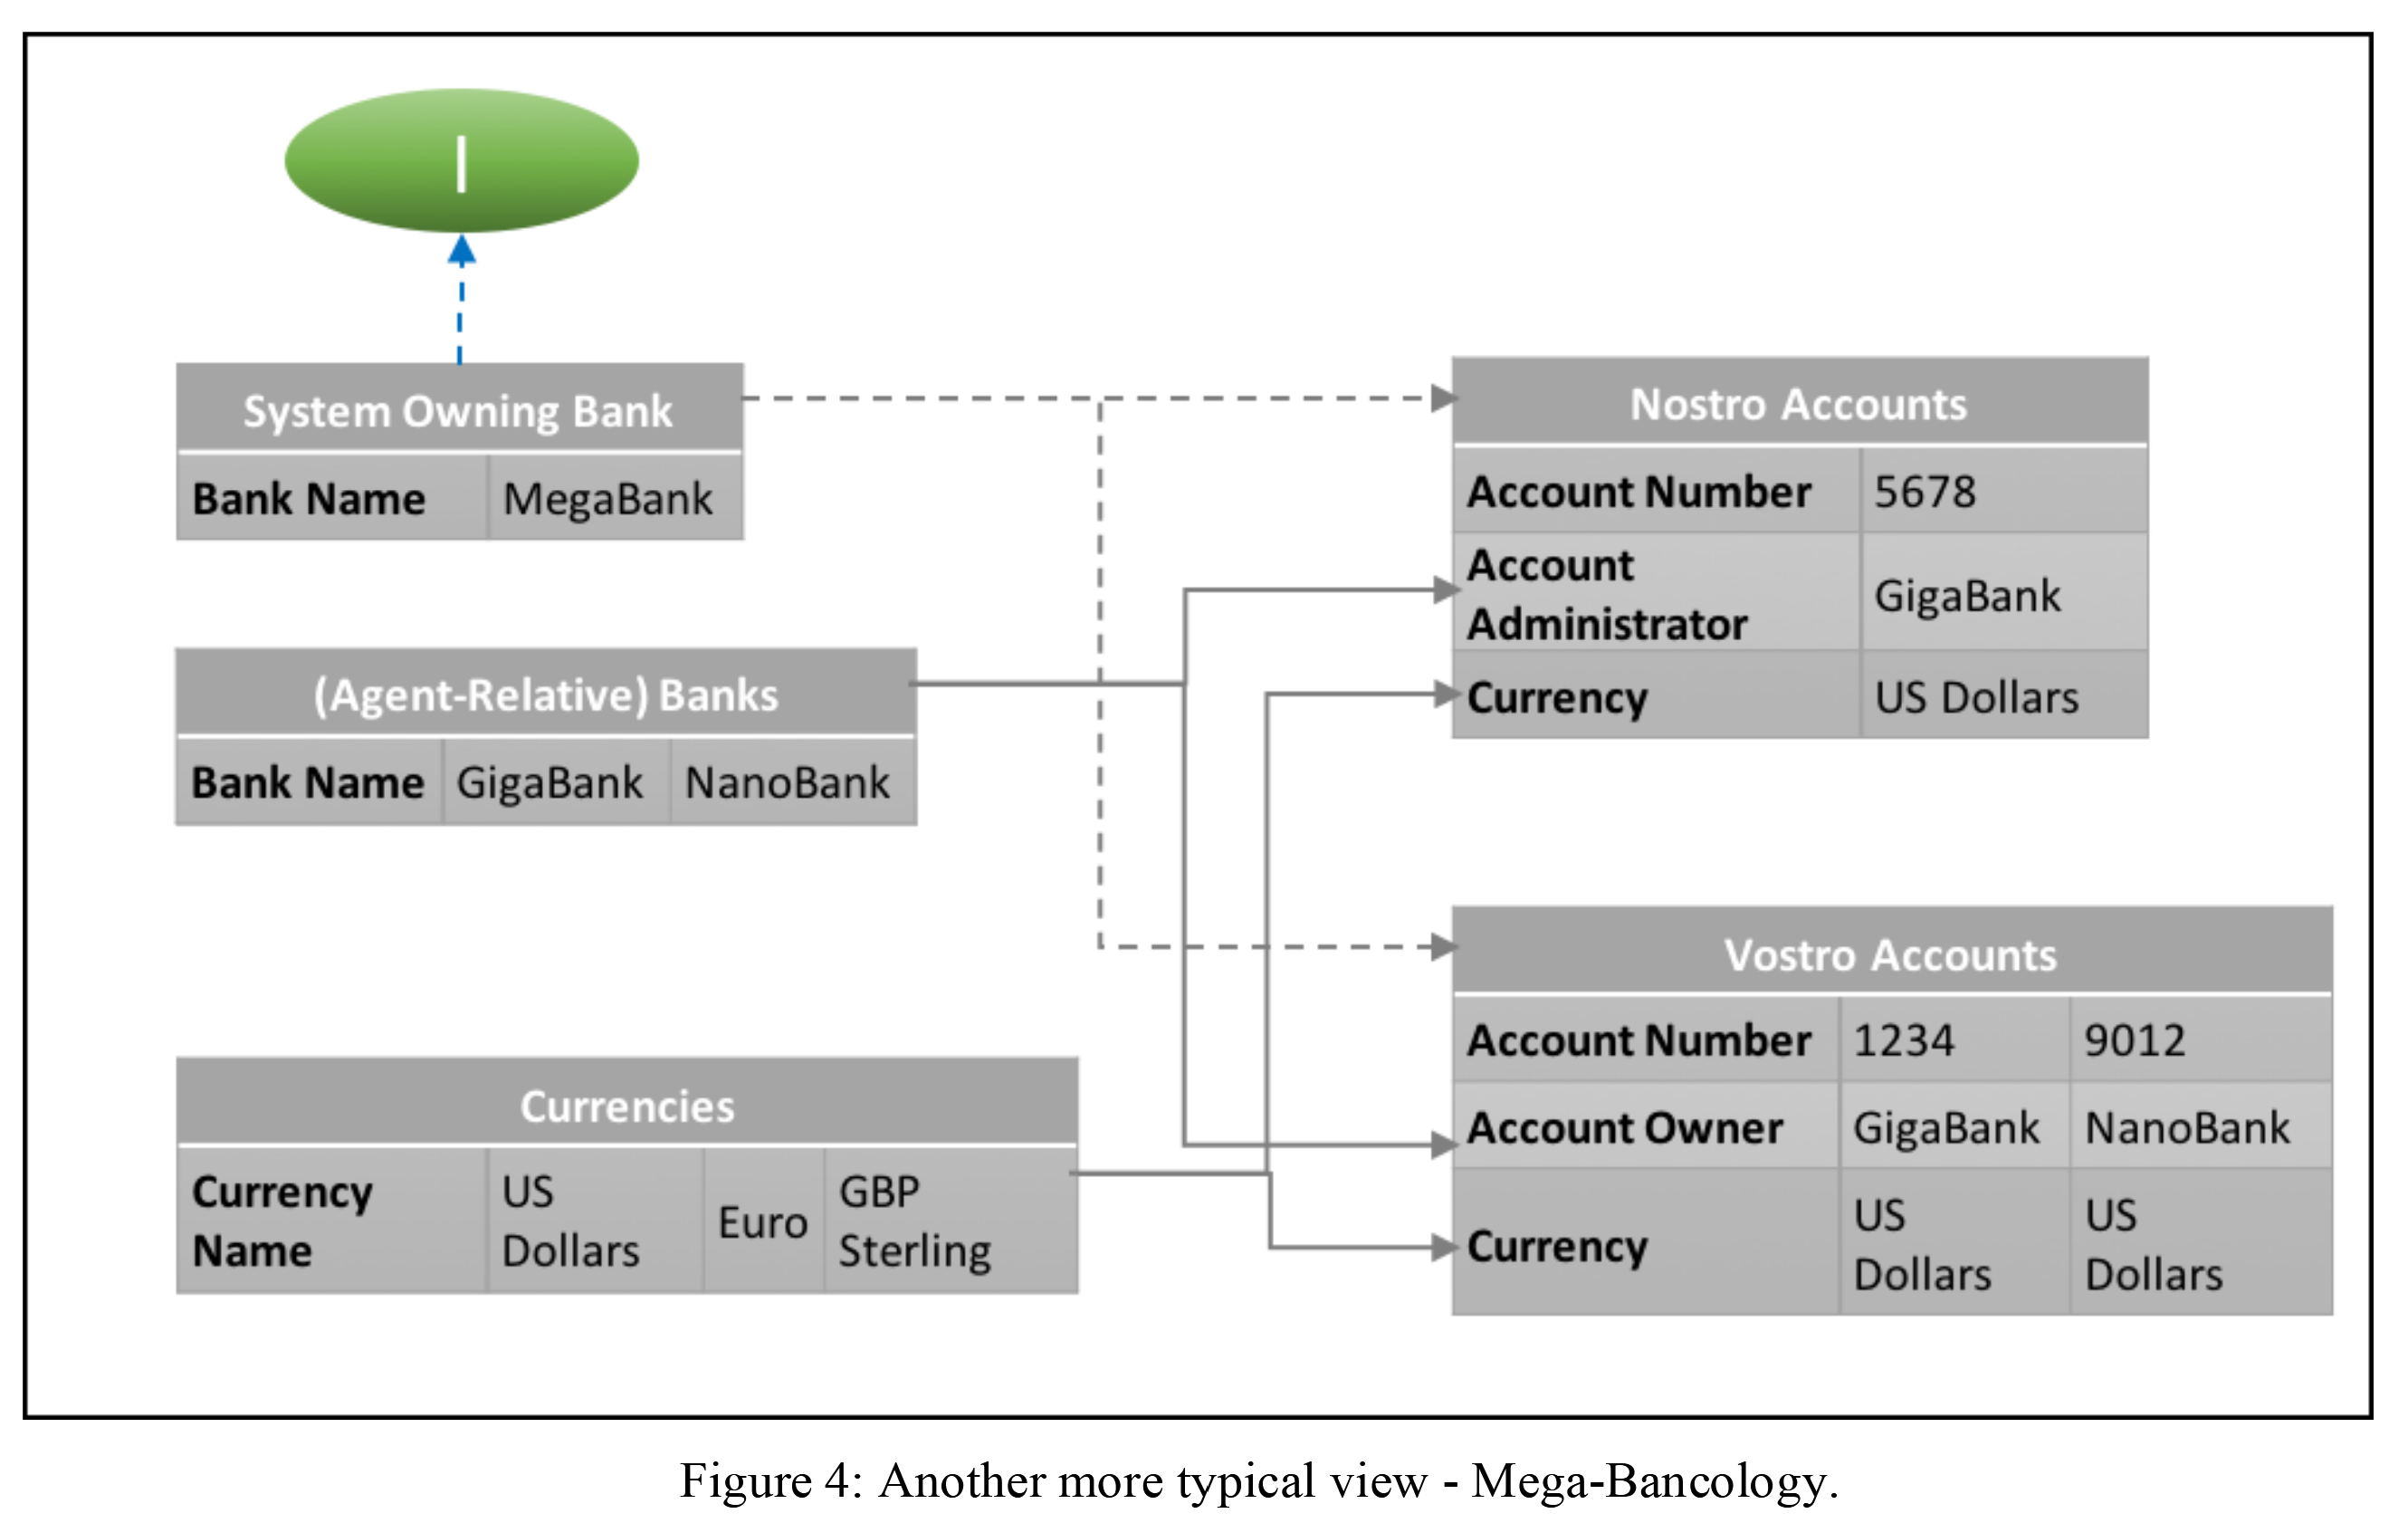 I
System Owning Bank
Bank Name MegaBank
(Agent-Relative) Banks
Bank Name GigaBank NanoBank
Currencies
Currency Name US Dollars Euro GBP Sterling
Nostro Accounts
Account Number 5678
Account Administrator GigaBank
Currency US Dollars
Vostro Accounts
Account Number 1234 9012
Account Owner GigaBank NanoBank
Currency US Dollars US Dollars
Figure 4: Another more typical view - Mega-Bancology.